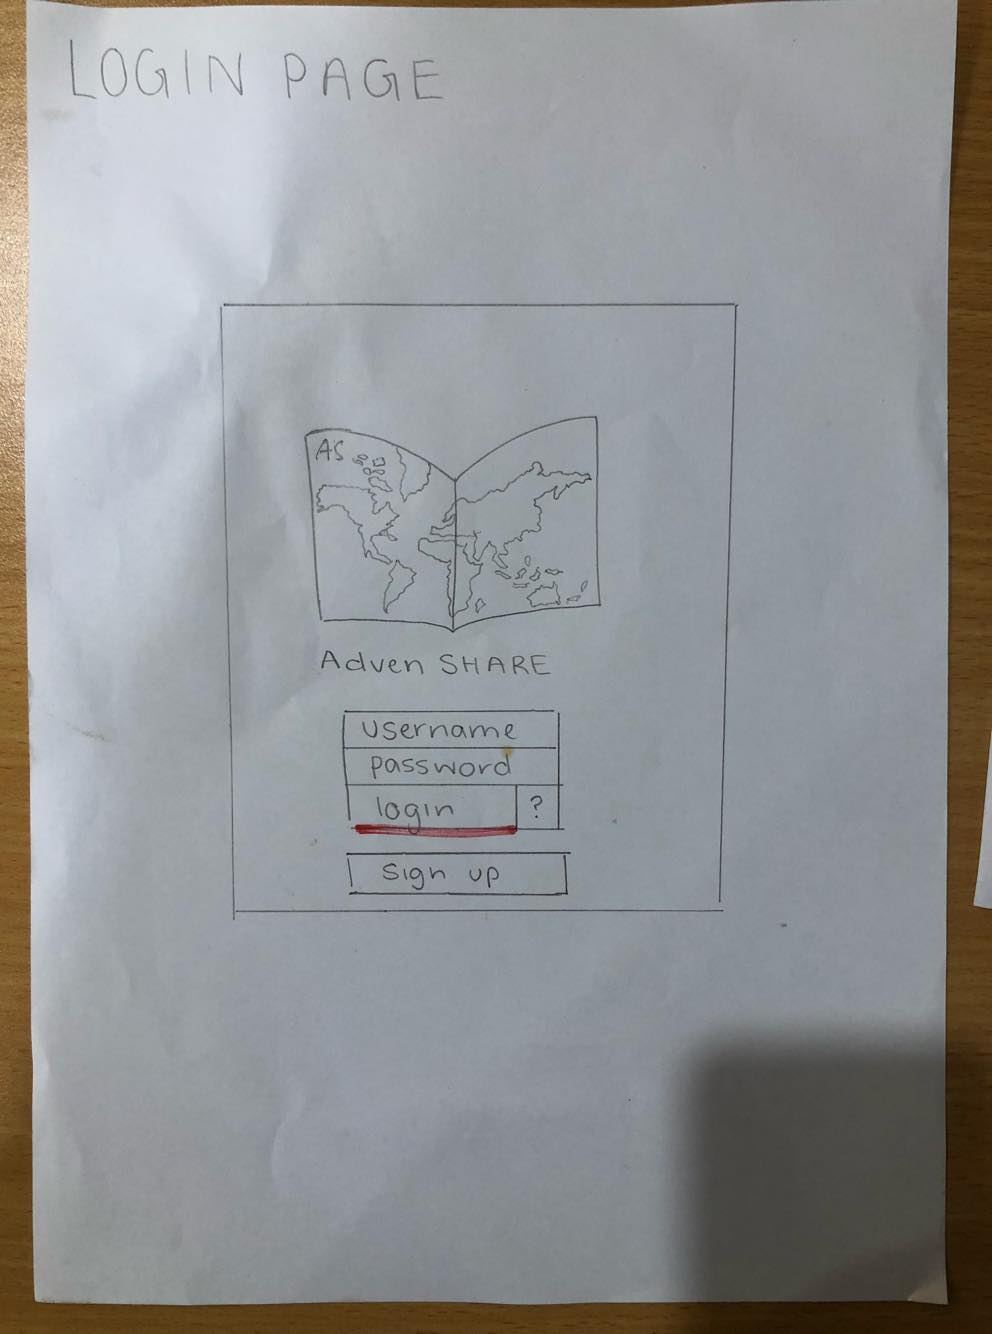 LOGIN PAGE
AS
Adven SHARE
username
password
login ?
sign up